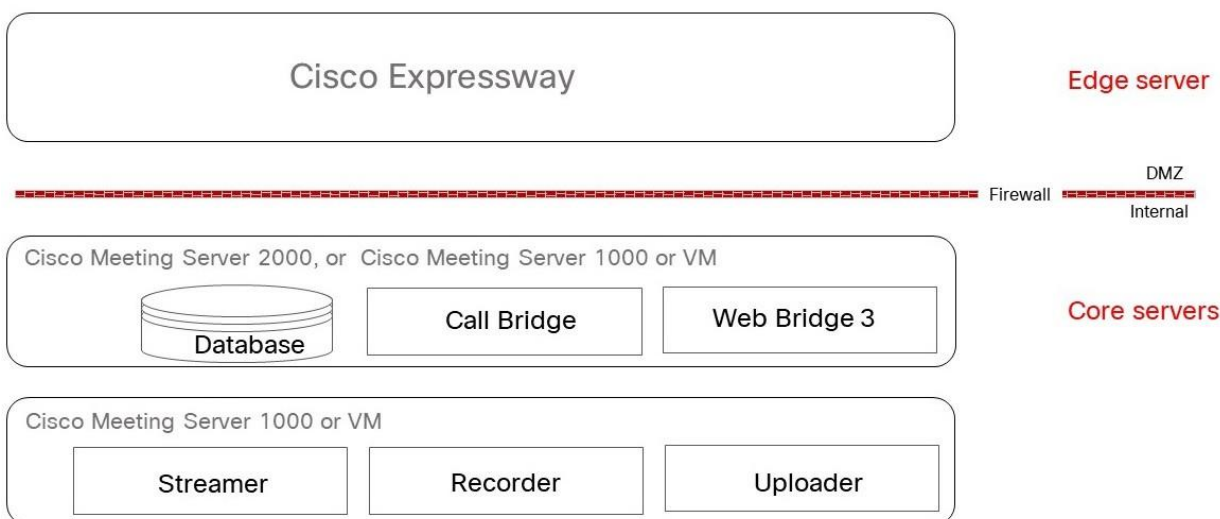 Cisco Expressway
Edge server
DMZ
Firewall
Internal
Cisco Meeting Server 2000, or Cisco Meeting Server 1000 or VM
Database
Call Bridge
Web Bridge 3
Core servers
Cisco Meeting Server 1000 or VM
Streamer
Recorder
Uploader